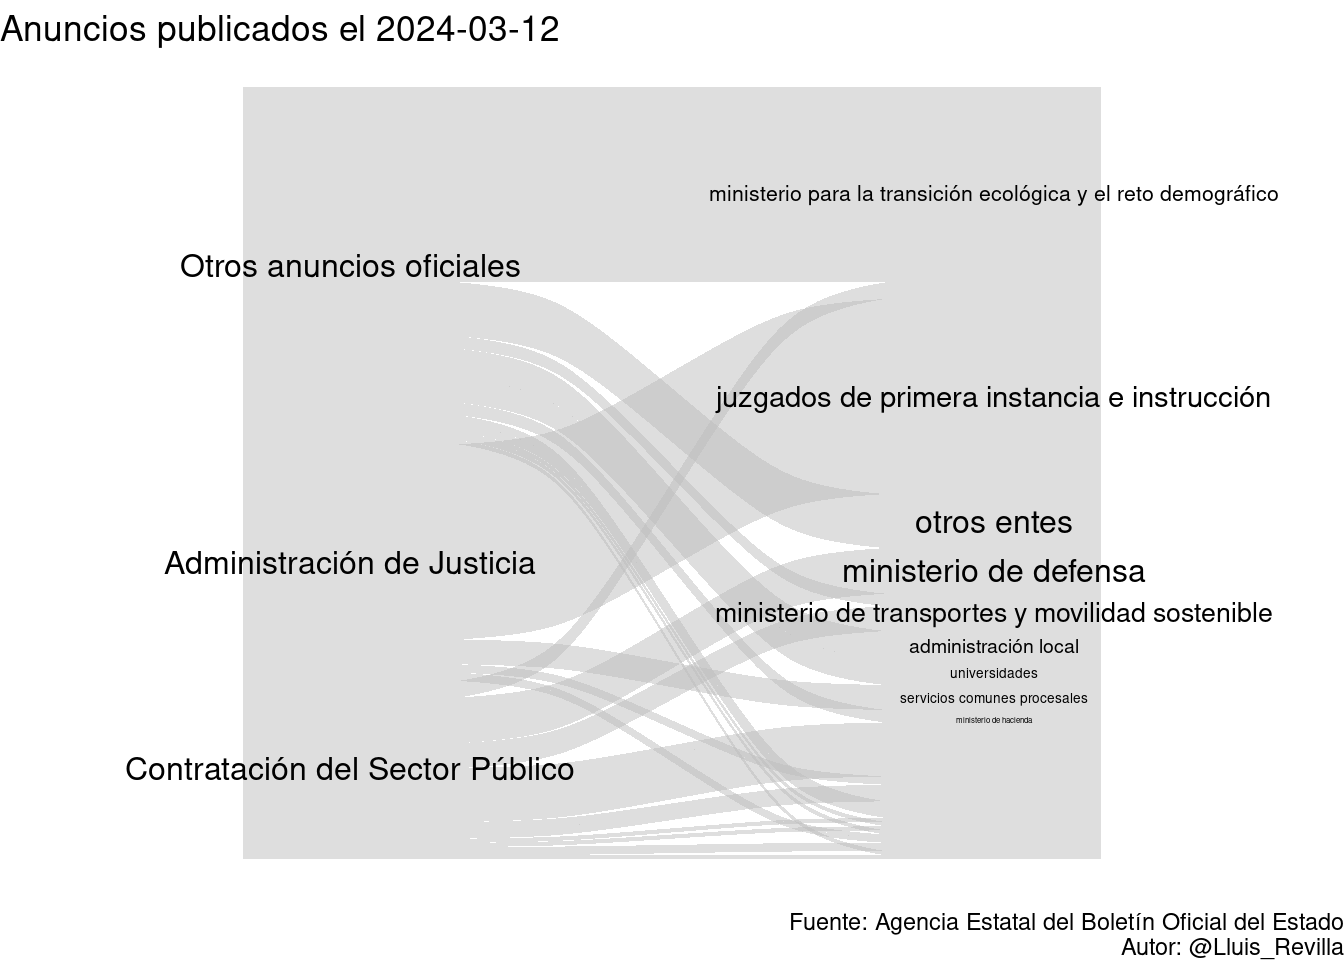 Anuncios publicados el 2024-03-12
ministerio para la transición ecológica y el reto demográfico
Otros anuncios oficiales
juzgados de primera instancia e instrucción
otros entes
Administración de Justicia
ministerio de defensa
ministerio de transportes y movilidad sostenible
administración local
universidades
servicios comunes procesales
ministerio de hacienda
Contratación del Sector Público
Fuente: Agencia Estatal del Boletín Oficial del Estado
Autor: @Lluis_Revilla